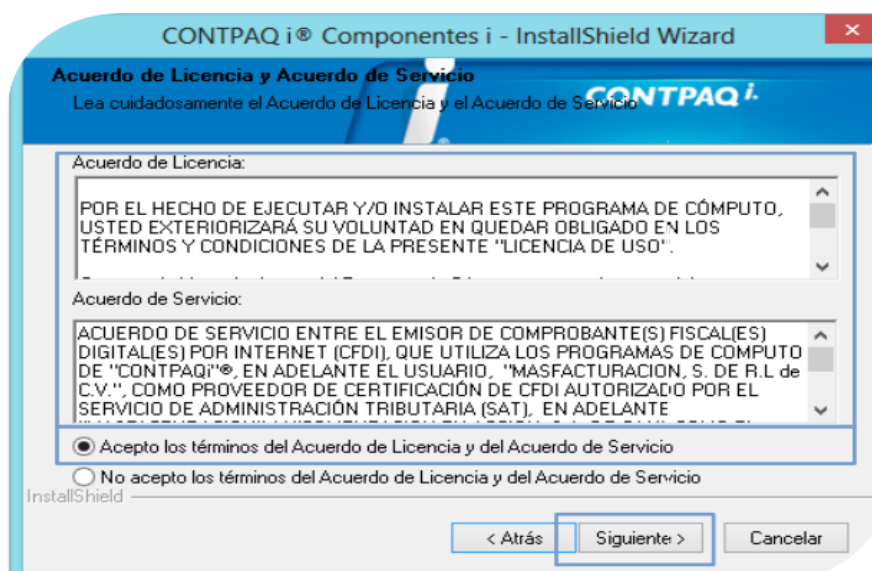 CONTPAQ i® Componentes i - InstallShield Wizard
Acuerdo de Licencia y Acuerdo de Servicio
Lea cuidadosamente el Acuerdo de Licencia y el Acuerdo de Servicio
CONTPAQ i.
Acuerdo de Licencia:
POR EL HECHO DE EJECUTAR Y/O INSTALAR ESTE PROGRAMA DE CÓMPUTO,
USTED EXTERIORIZARÁ SU VOLUNTAD EN QUEDAR OBLIGADO EN LOS
TÉRMINOS Y CONDICIONES DE LA PRESENTE "LICENCIA DE USO".
Acuerdo de Servicio:
ACUERDO DE SERVICIO ENTRE EL EMISOR DE COMPROBANTE(S) FISCAL(ES)
DIGITAL(ES) POR INTERNET (CFDI), QUE UTILIZA LOS PROGRAMAS DE COMPUTO
DE "CONTPAQi"®, EN ADELANTE EL USUARIO, "MASFACTURACION, S. DE R.L de
C.V.", COMO PROVEEDOR DE CERTIFICACIÓN DE CFDI AUTORIZADO POR EL
SERVICIO DE ADMINISTRACIÓN TRIBUTARIA (SAT), EN ADELANTE
Acepto los términos del Acuerdo de Licencia y del Acuerdo de Servicio
No acepto los términos del Acuerdo de Licencia y del Acuerdo de Servicio
InstallShield
< Atrás
Siguiente >
Cancelar